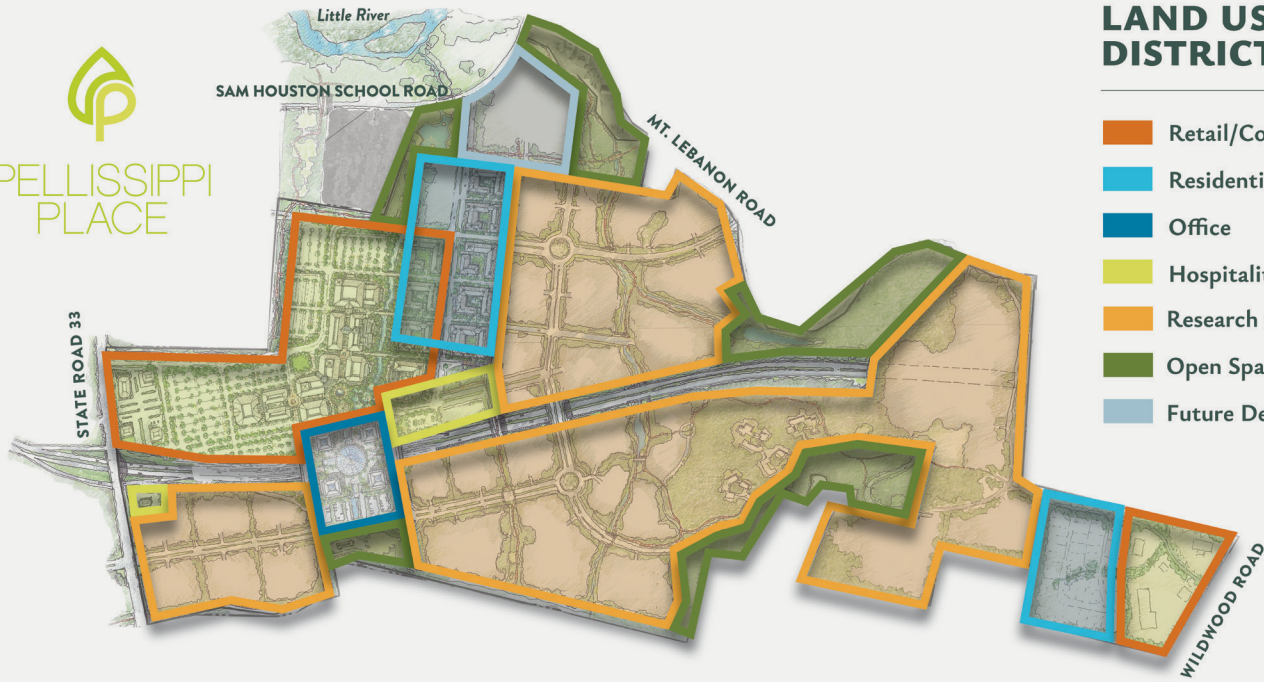 Little River
SAM HOUSTON SCHOOL ROAD
MT. LEBANON ROAD
PELLISSIPPI
PLACE
STATE ROAD 33
WILDWOOD ROAD
LAND US
DISTRICT
Retail/Co
Residenti
Office
Hospitalit
Research
Open Spa
Future De